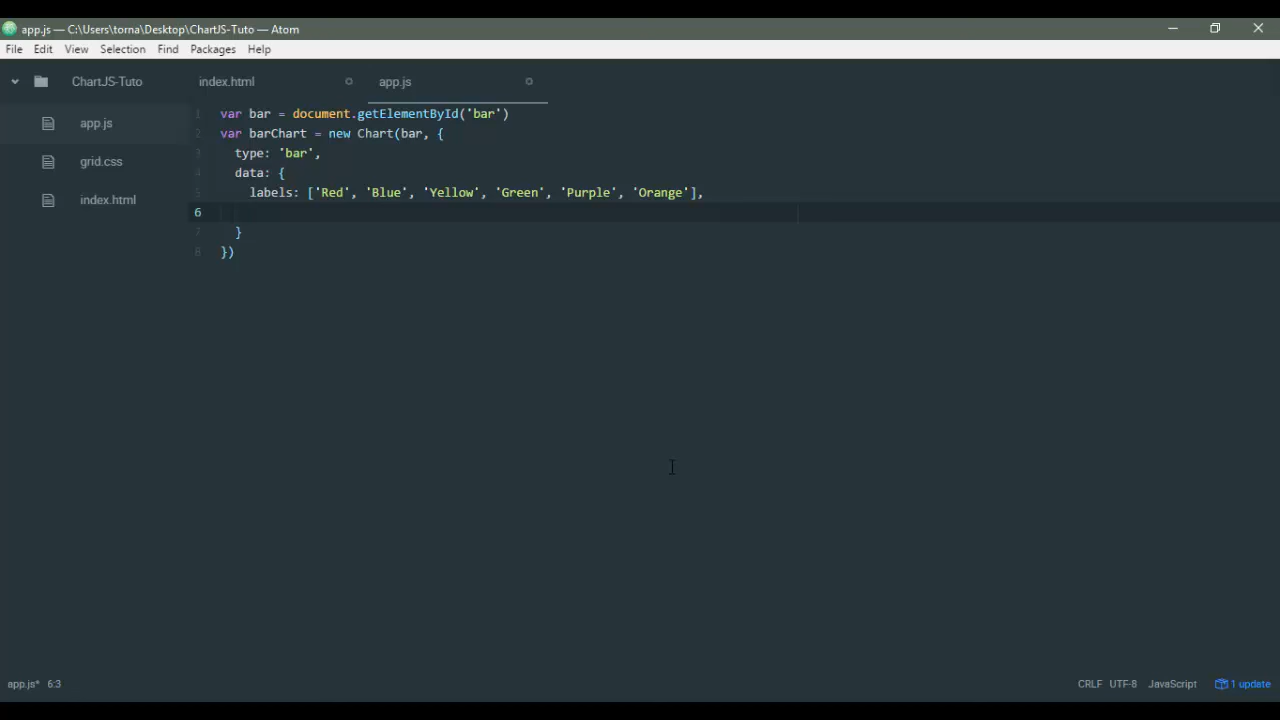 app.js — C:\Users\torna\Desktop\ChartJS-Tuto — Atom
File Edit View Selection Find Packages Help
ChartJS-Tuto index.html app.js
app.js
grid.css
index.html
1 var bar = document.getElementById('bar')
2 var barChart = new Chart(bar, {
3 type: 'bar',
4 data: {
5 labels: ['Red', 'Blue', 'Yellow', 'Green', 'Purple', 'Orange'],
6
7 }
8 })
app.js* 6:3 CRLF UTF-8 JavaScript 1 update